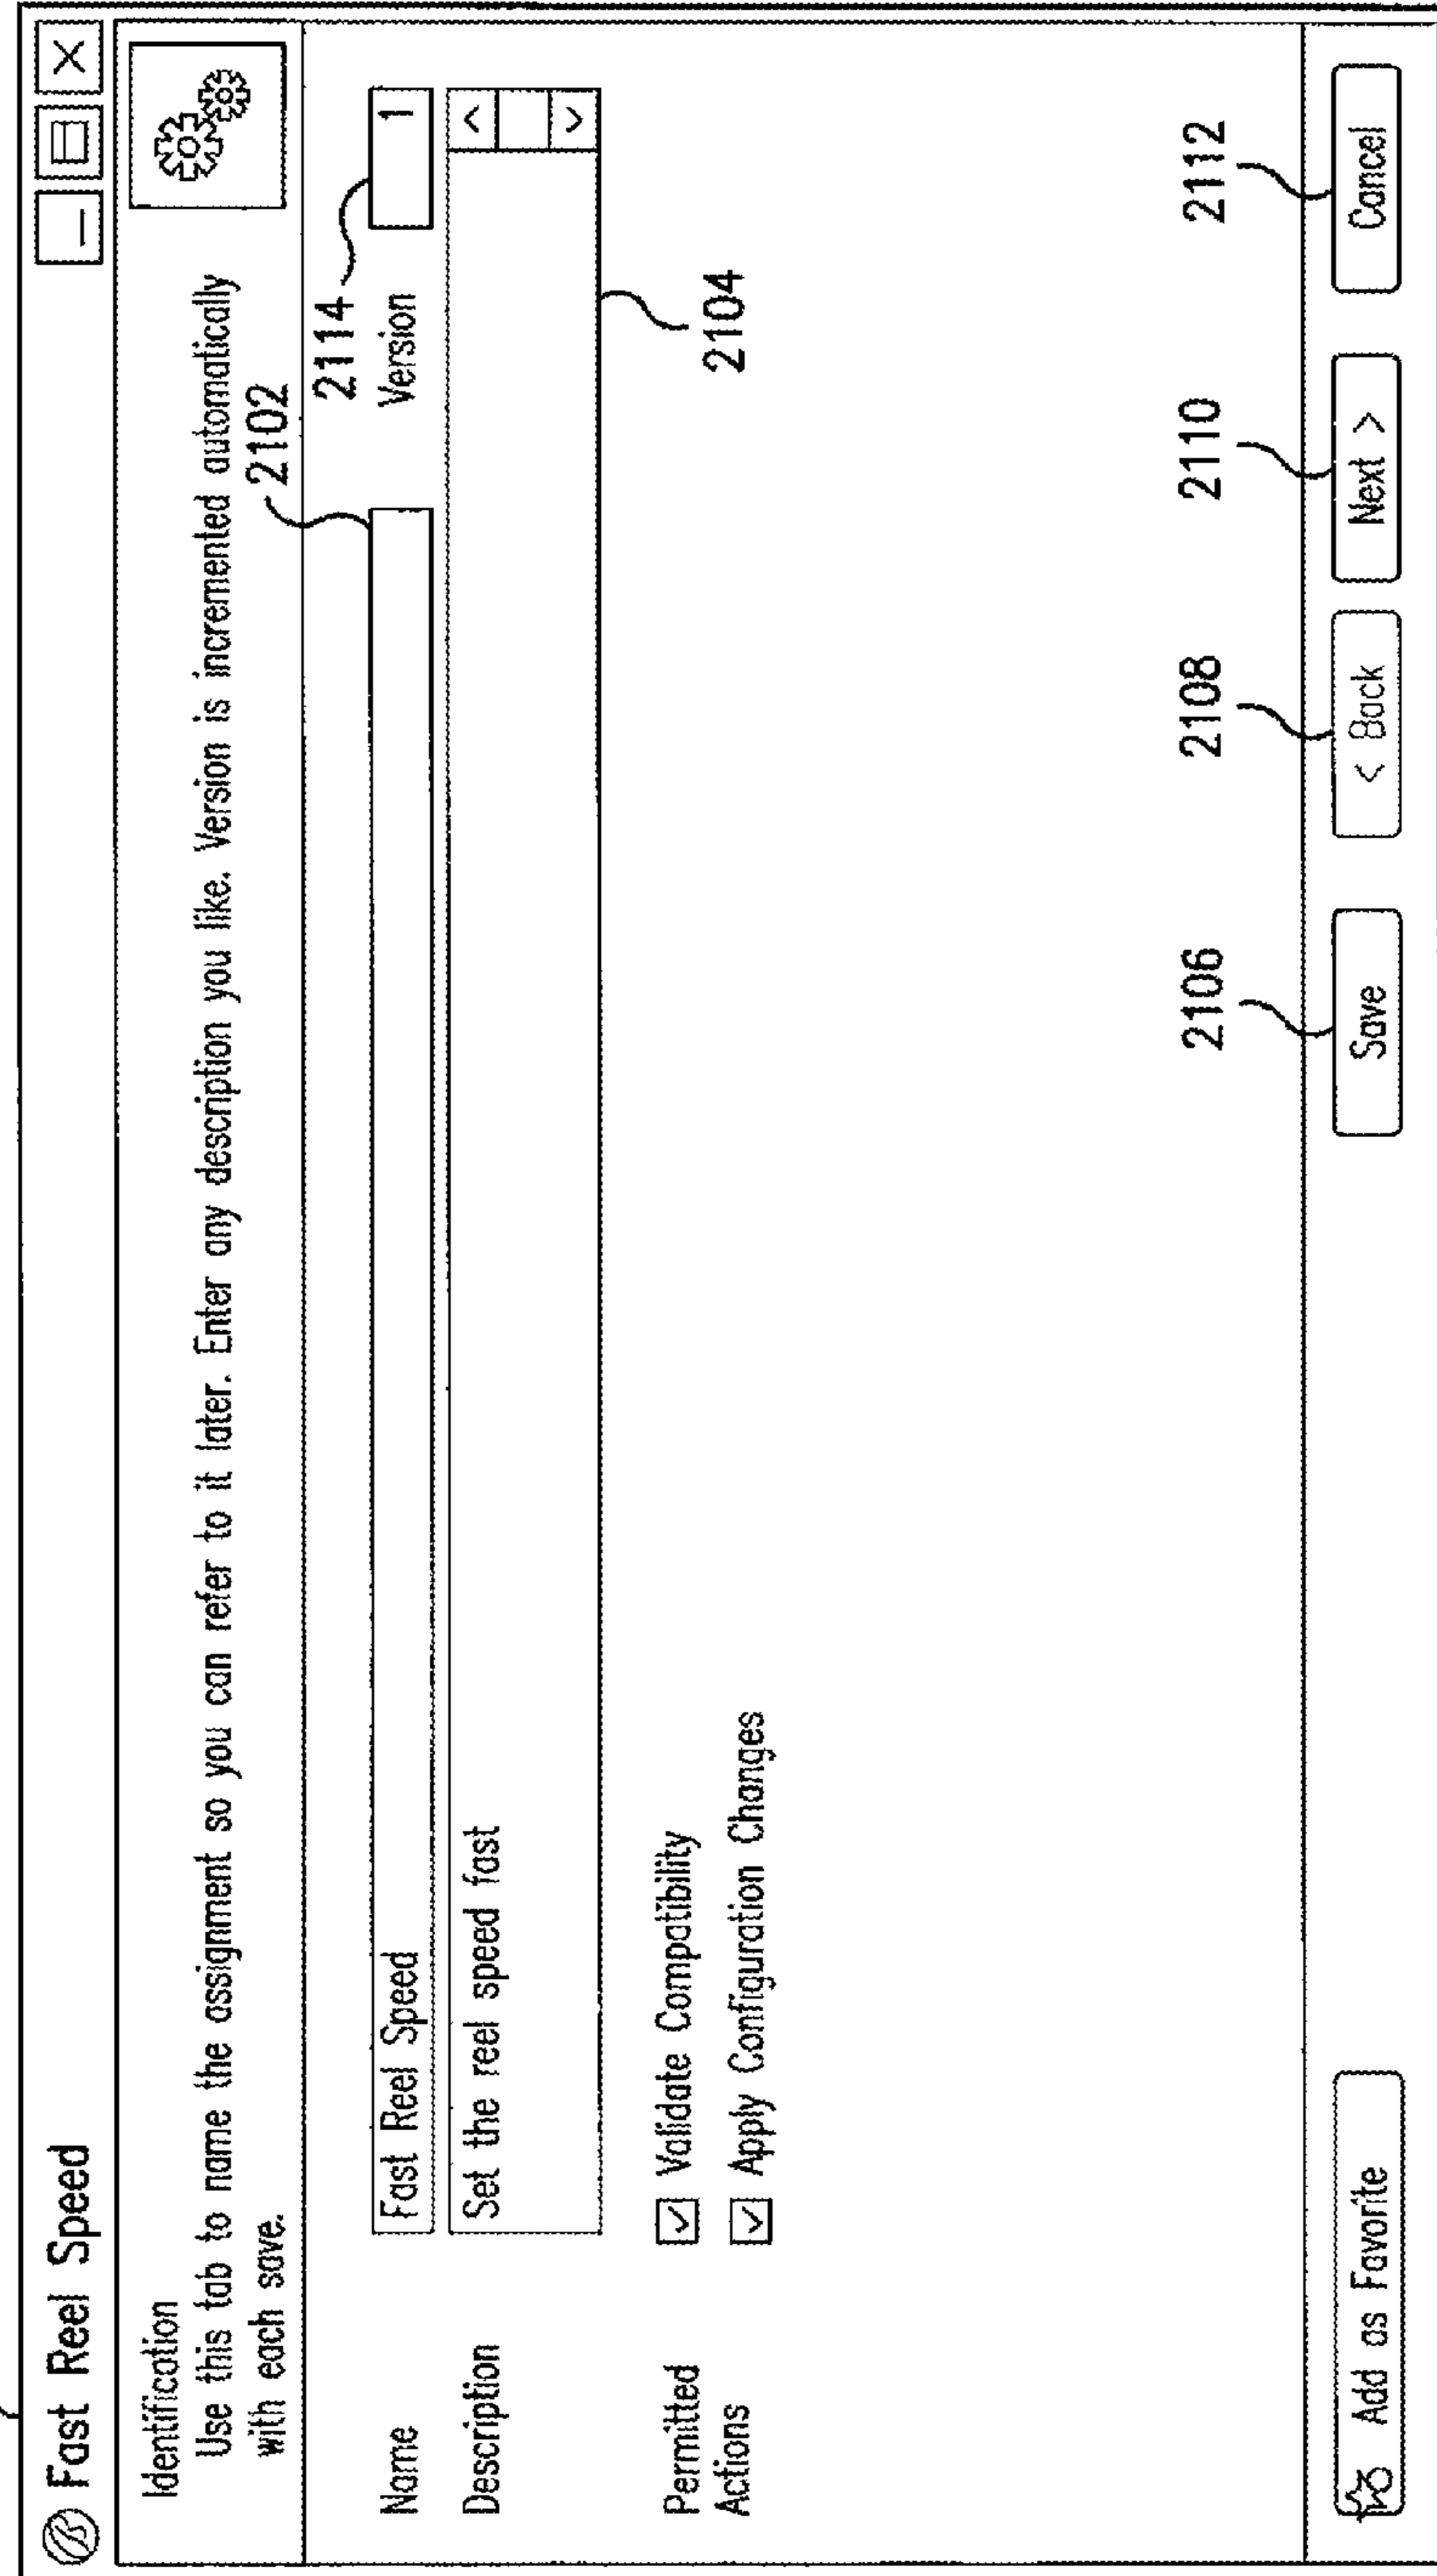 Fast Reel Speed
Identification
Use this tab to name the assignment so you can refer to it later. Enter any description you like. Version is incremented automatically
with each save.
2102
2114
Name
Fast Reel Speed
Version
1
Description
Set the reel speed fast
2104
Permitted
Actions
Validate Compatibility
Apply Configuration Changes
2106
2108
2110
2112
Add as Favorite
Save
< Back
Next >
Cancel